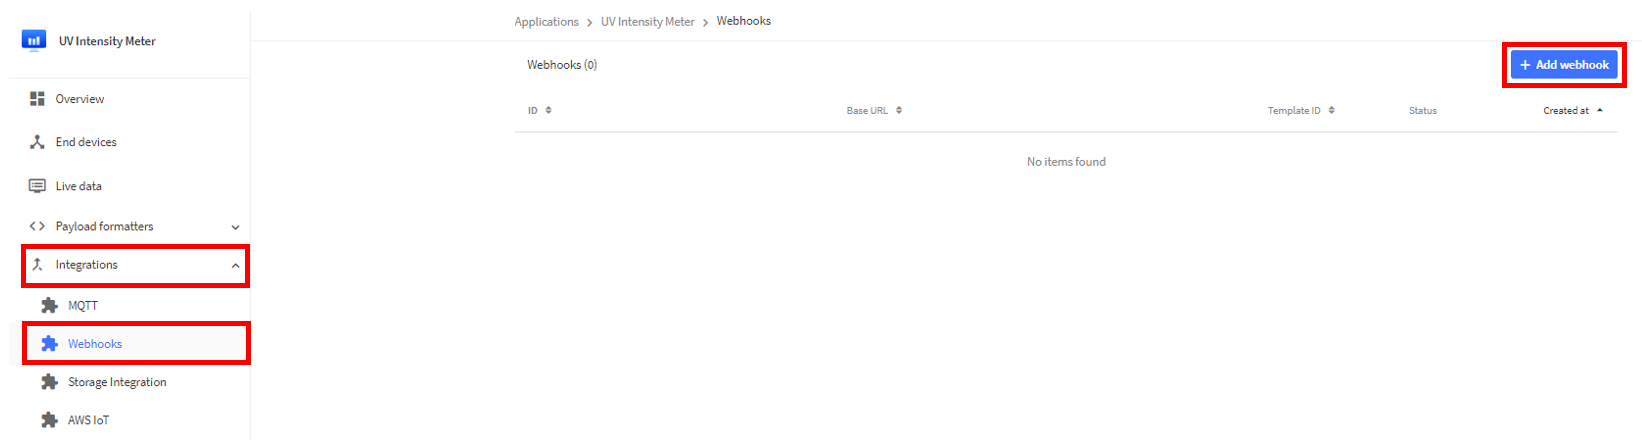 UV Intensity Meter
Overview
End devices
Live data
Payload formatters
Integrations
MQTT
Webhooks
Storage Integration
AWS IoT
Applications > UV Intensity Meter > Webhooks
Webhooks (0)
+ Add webhook
ID Base URL Template ID Status Created at
No items found